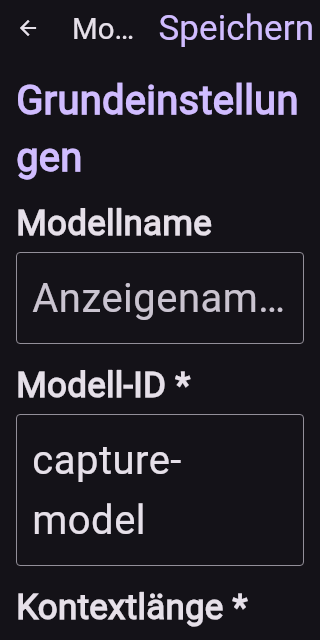 Mo… Speichern
Grundeinstellun
gen
Modellname
Anzeigenam…
Modell-ID *
capture-
model
Kontextlänge *